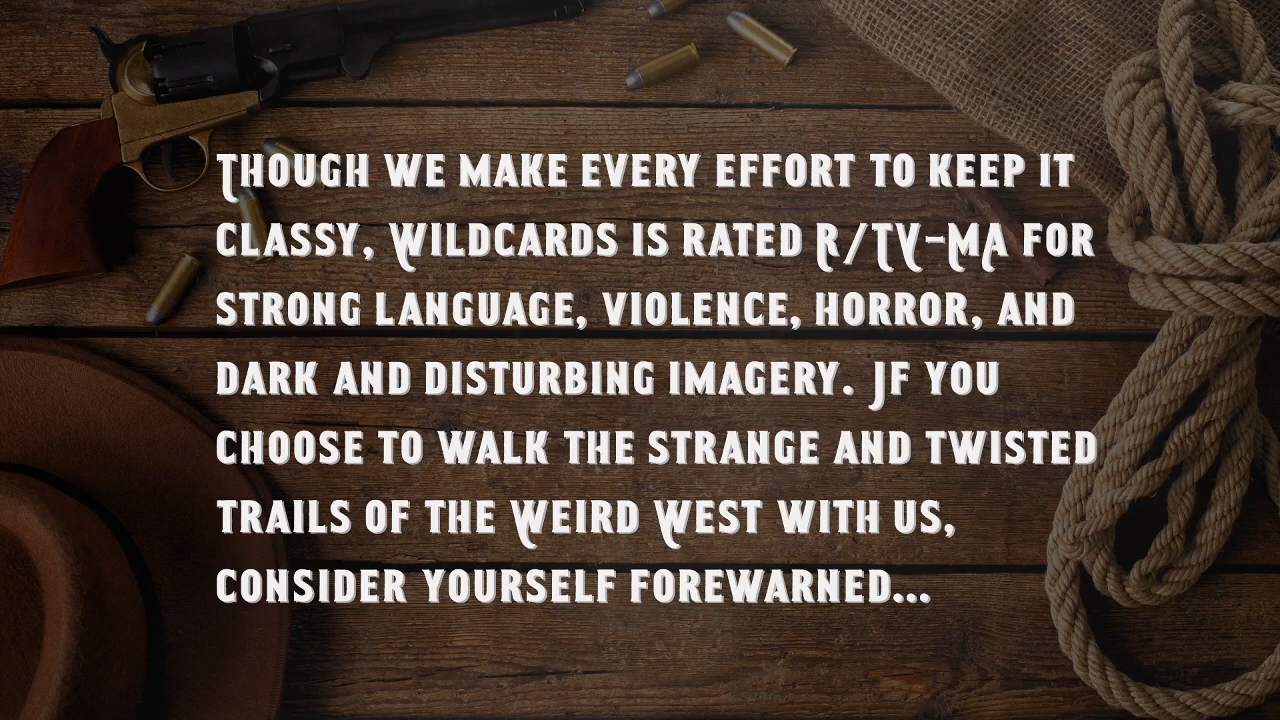 Though we make every effort to keep it
classy, Wildcards is rated R/TV-MA for
strong language, violence, horror, and
dark and disturbing imagery. If you
choose to walk the strange and twisted
trails of the Weird West with us,
consider yourself forewarned...